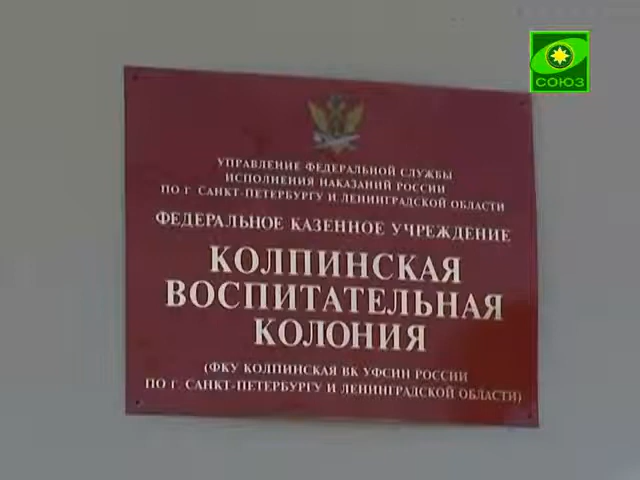 СОЮЗ
УПРАВЛЕНИЕ ФЕДЕРАЛЬНОЙ СЛУЖБЫ
ИСПОЛНЕНИЯ НАКАЗАНИЙ РОССИИ
ПО Г. САНКТ-ПЕТЕРБУРГУ И ЛЕНИНГРАДСКОЙ ОБЛАСТИ
ФЕДЕРАЛЬНОЕ КАЗЕННОЕ УЧРЕЖДЕНИЕ
КОЛПИНСКАЯ
ВОСПИТАТЕЛЬНАЯ
КОЛОНИЯ
(ФКУ КОЛПИНСКАЯ ВК УФСИН РОССИИ
ПО Г. САНКТ-ПЕТЕРБУРГУ И ЛЕНИНГРАДСКОЙ ОБЛАСТИ)